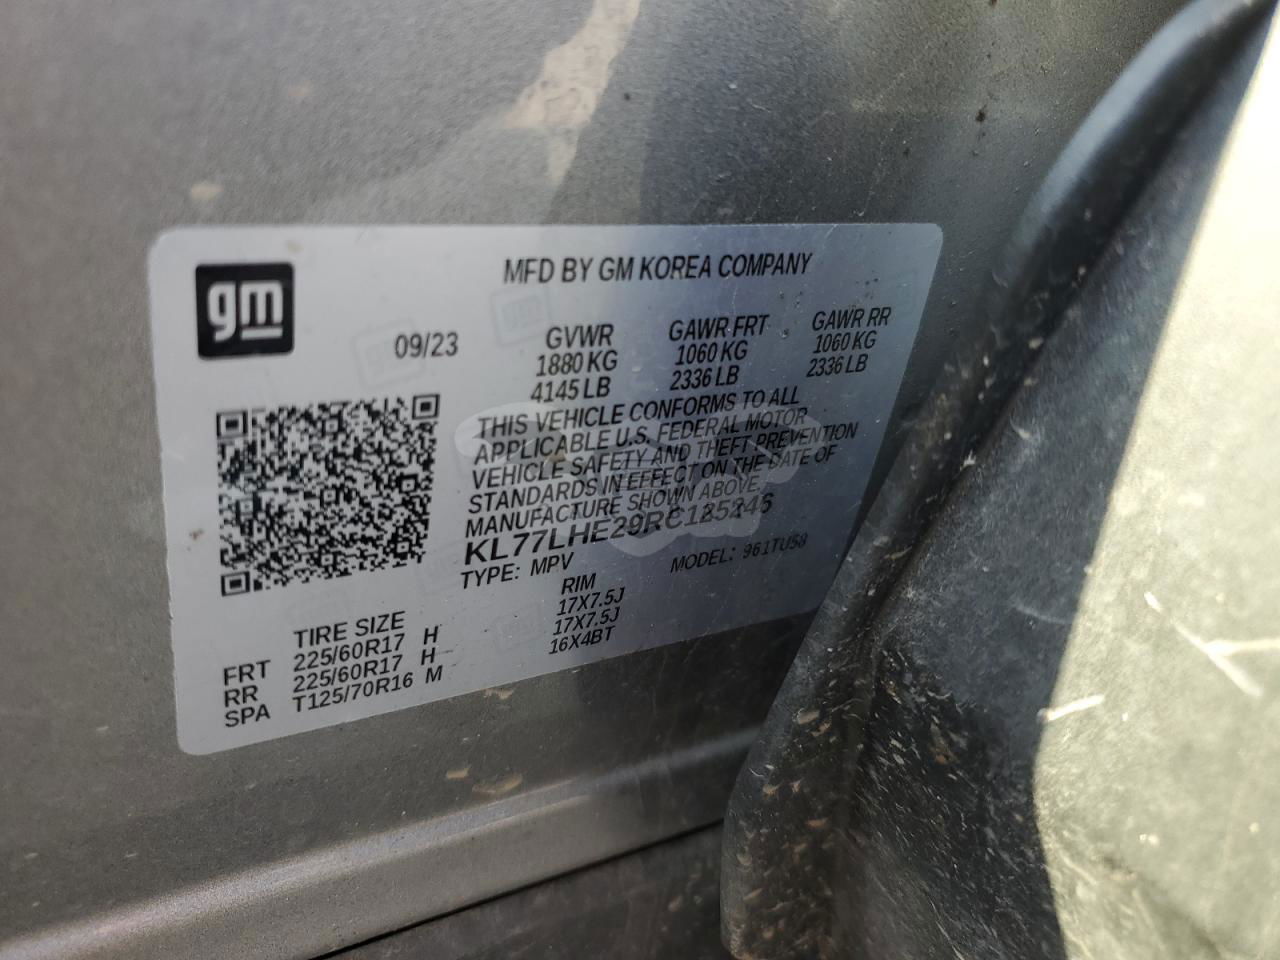 gm
MFD BY GM KOREA COMPANY
09/23
GVWR GAWR FRT GAWR RR
1880 KG 1060 KG 1060 KG
4145 LB 2336 LB 2336 LB
THIS VEHICLE CONFORMS TO ALL
APPLICABLE U.S. FEDERAL MOTOR
VEHICLE SAFETY AND THEFT PREVENTION
STANDARDS IN EFFECT ON THE DATE OF
MANUFACTURE SHOWN ABOVE.
KL77LHE29RC125246
TYPE: MPV MODEL: 961TU58
TIRE SIZE RIM
FRT 225/60R17 H 17X7.5J
RR 225/60R17 H 17X7.5J
SPA T125/70R16 M 16X4BT